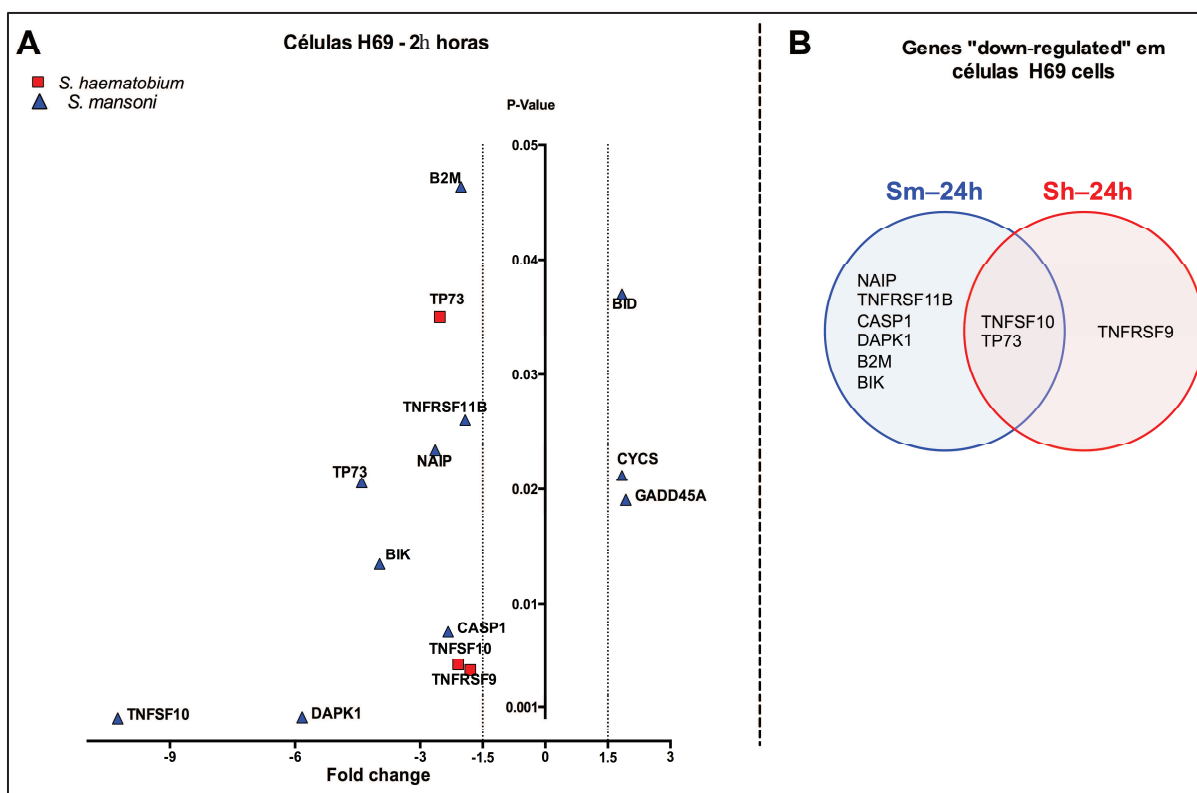 A
Células H69 - 2h horas
S. haematobium
S. mansoni
P-Value
0.05
B2M
0.04
BID
TP73
0.03
TNFRSF11B
NAIP
CYCS
TP73
0.02
GADD45A
BIK
0.01
CASP1
TNFSF10
TNFRSF9
0.001
TNFSF10
DAPK1
-9
-6
-3
-1.5
0
1.5
3
Fold change
B
Genes "down-regulated" em
células H69 cells
Sm–24h
Sh–24h
NAIP
TNFRSF11B
CASP1
DAPK1
B2M
BIK
TNFSF10
TP73
TNFRSF9